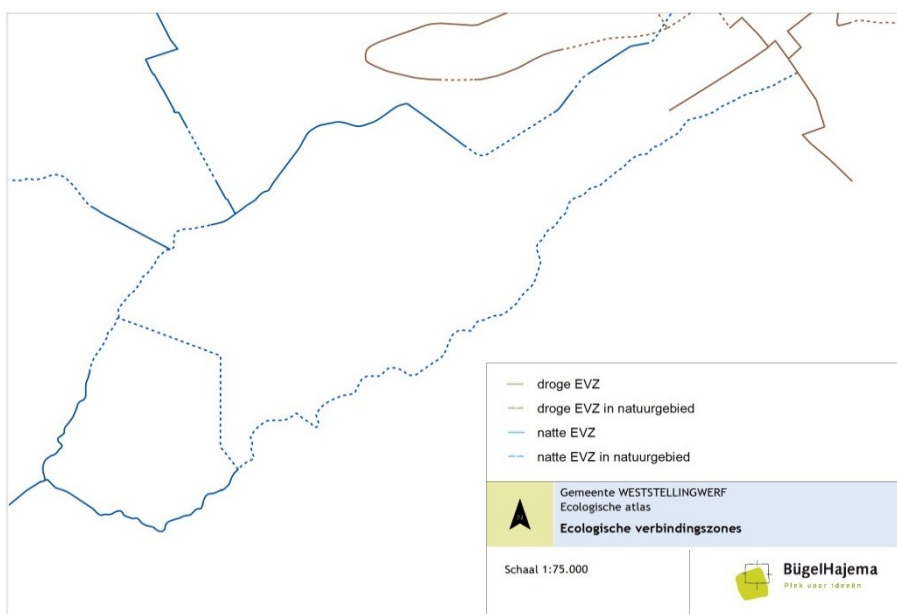 droge EVZ
droge EVZ in natuurgebied
natte EVZ
natte EVZ in natuurgebied
N
Gemeente WESTSTELLINGWERF
Ecologische atlas
Ecologische verbindingszones
Schaal 1:75.000
BügelHajema
Plek voor ideeën